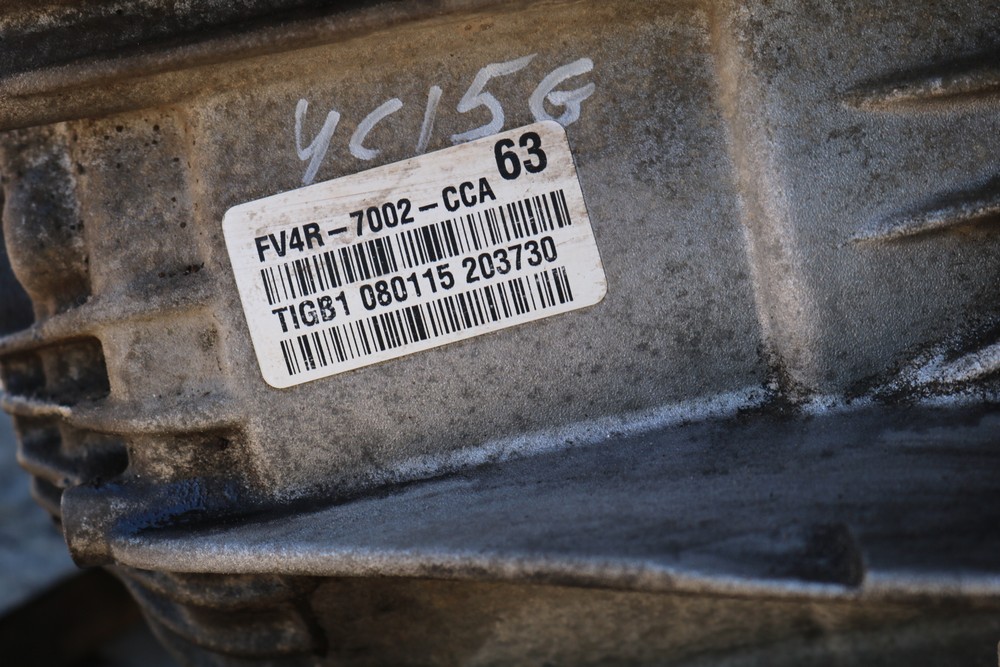 YC15G
63
FV4R-7002-CCA
TIGB1 080115 203730